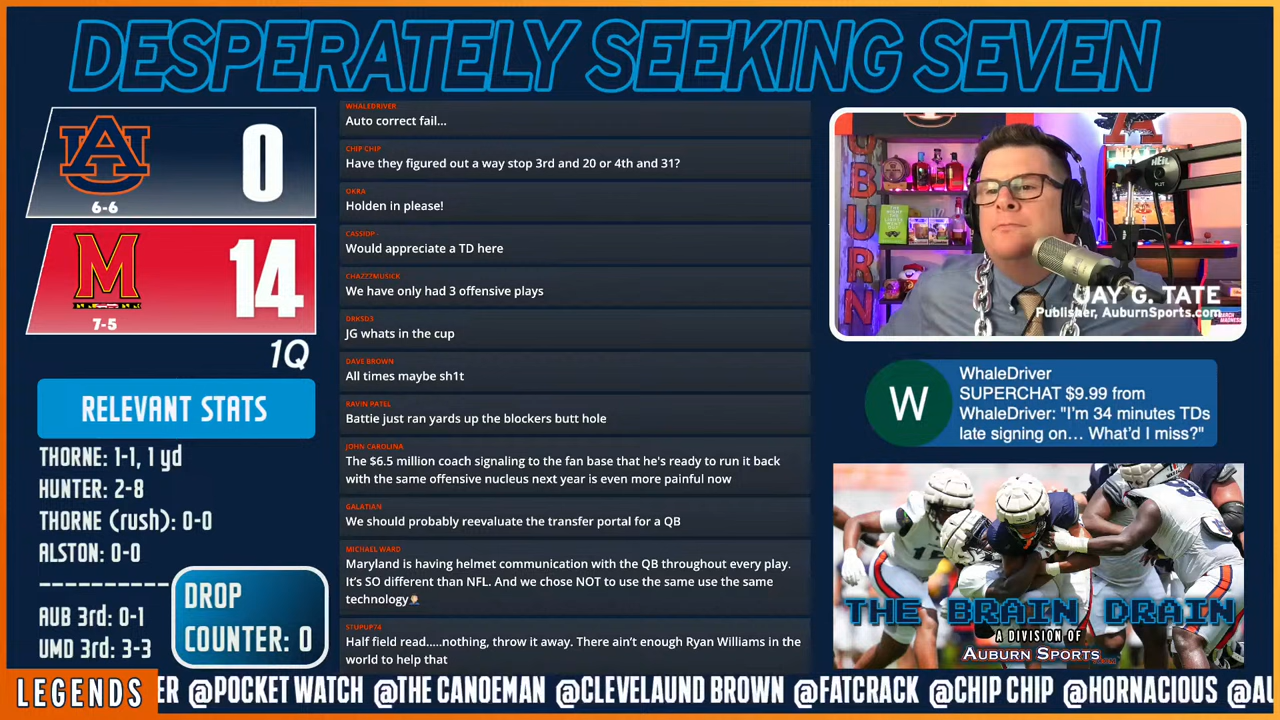 DESPERATELY SEEKING SEVEN
AU
0
6-6
M
14
7-5
1Q
RELEVANT STATS
THORNE: 1-1, 1 yd
HUNTER: 2-8
THORNE (rush): 0-0
ALSTON: 0-0
----------
AUB 3rd: 0-1
UMD 3rd: 3-3
DROP
COUNTER: 0
WHALEDRIVER
Auto correct fail...
CHIP CHIP
Have they figured out a way stop 3rd and 20 or 4th and 31?
OKRA
Holden in please!
CASSIOP-
Would appreciate a TD here
CHAZZZMUSICK
We have only had 3 offensive plays
DRKSDS
JG whats in the cup
DAVE BROWN
All times maybe sh1t
RAVIN PATEL
Battie just ran yards up the blockers butt hole
JOHN CAROLINA
The $6.5 million coach signaling to the fan base that he's ready to run it back
with the same offensive nucleus next year is even more painful now
GALATIAN
We should probably reevaluate the transfer portal for a QB
MICHAEL WARD
Maryland is having helmet communication with the QB throughout every play.
It's SO different than NFL. And we chose NOT to use the same use the same
technology🤦🏼
STUPUP74
Half field read.....nothing, throw it away. There ain't enough Ryan Williams in the
world to help that
UBURN
HEIL
JAY G. TATE
Publisher, AuburnSports.com
W
WhaleDriver
SUPERCHAT $9.99 from
WhaleDriver: "I'm 34 minutes TDs
late signing on… What'd I miss?"
THE BRAIN DRAIN
A DIVISION OF
AUBURN SPORTS
LEGENDS
ER @POCKET WATCH @THE CANOEMAN @CLEVELAUND BROWN @FATCRACK @CHIP CHIP @HORNACIOUS @AU